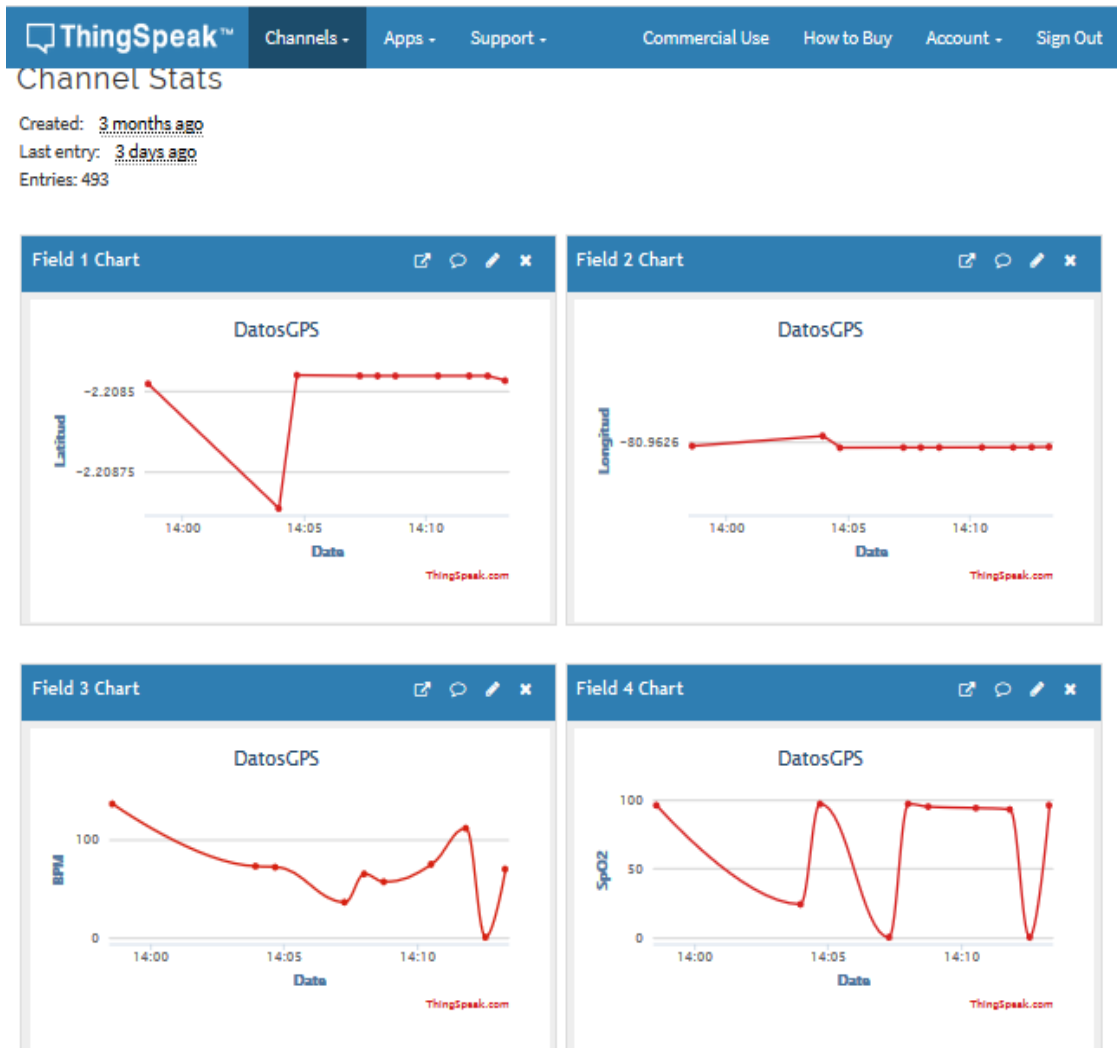 ThingSpeak™ Channels Apps Support Commercial Use How to Buy Account Sign Out
Channel Stats
Created: 3 months ago
Last entry: 3 days ago
Entries: 493
Field 1 Chart
DatosGPS
Latitud
-2.2085
-2.20875
14:00 14:05 14:10
Date
ThingSpeak.com
Field 2 Chart
DatosGPS
Longitud
-80.9626
14:00 14:05 14:10
Date
ThingSpeak.com
Field 3 Chart
DatosGPS
BPM
100
0
14:00 14:05 14:10
Date
ThingSpeak.com
Field 4 Chart
DatosGPS
SpO2
100
50
0
14:00 14:05 14:10
Date
ThingSpeak.com